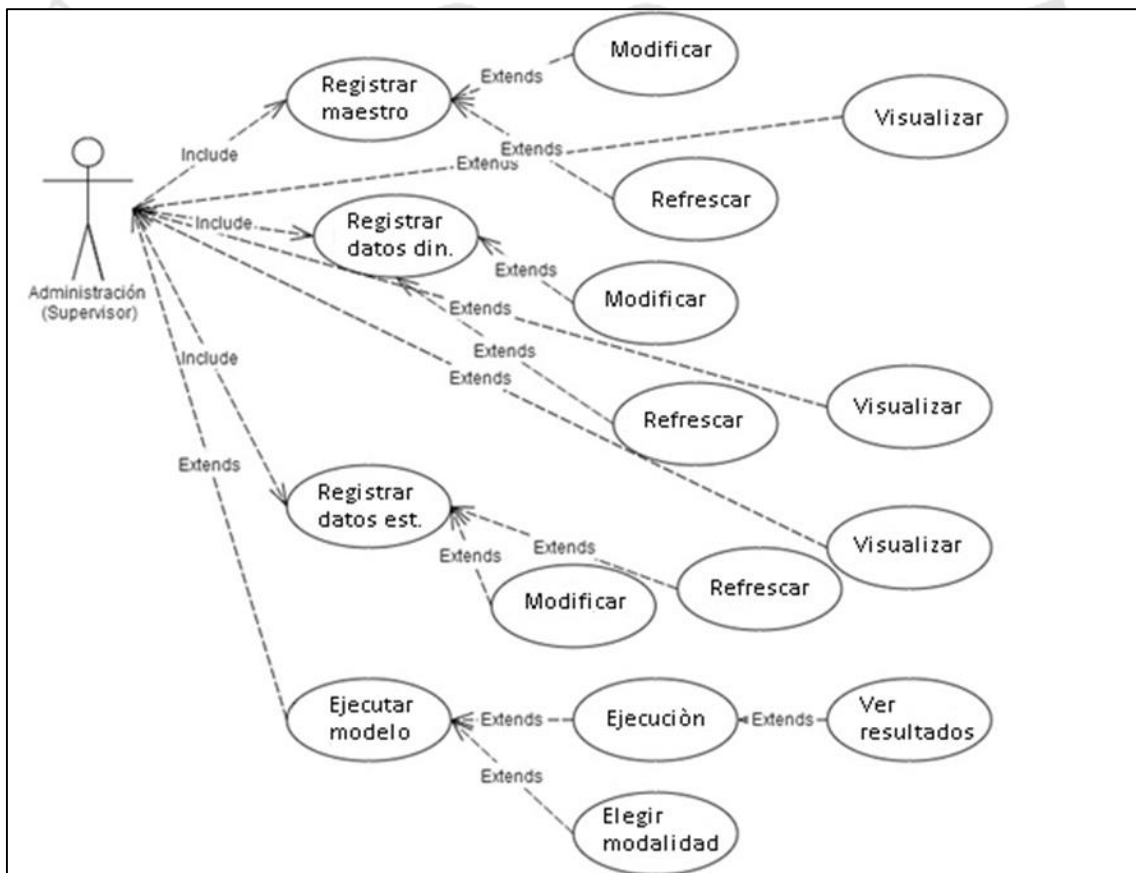 Modificar
Extends
Registrar
maestro
Visualizar
Include
Extends
Extends
Refrescar
Registrar
datos din.
Include
Extends
Modificar
Administración
(Supervisor)
Extends
Include
Extends
Extends
Visualizar
Refrescar
Extends
Registrar
datos est.
Extends
Extends
Visualizar
Refrescar
Modificar
Ejecutar
modelo
Extends
Ejecuciòn
Extends
Ver
resultados
Extends
Elegir
modalidad